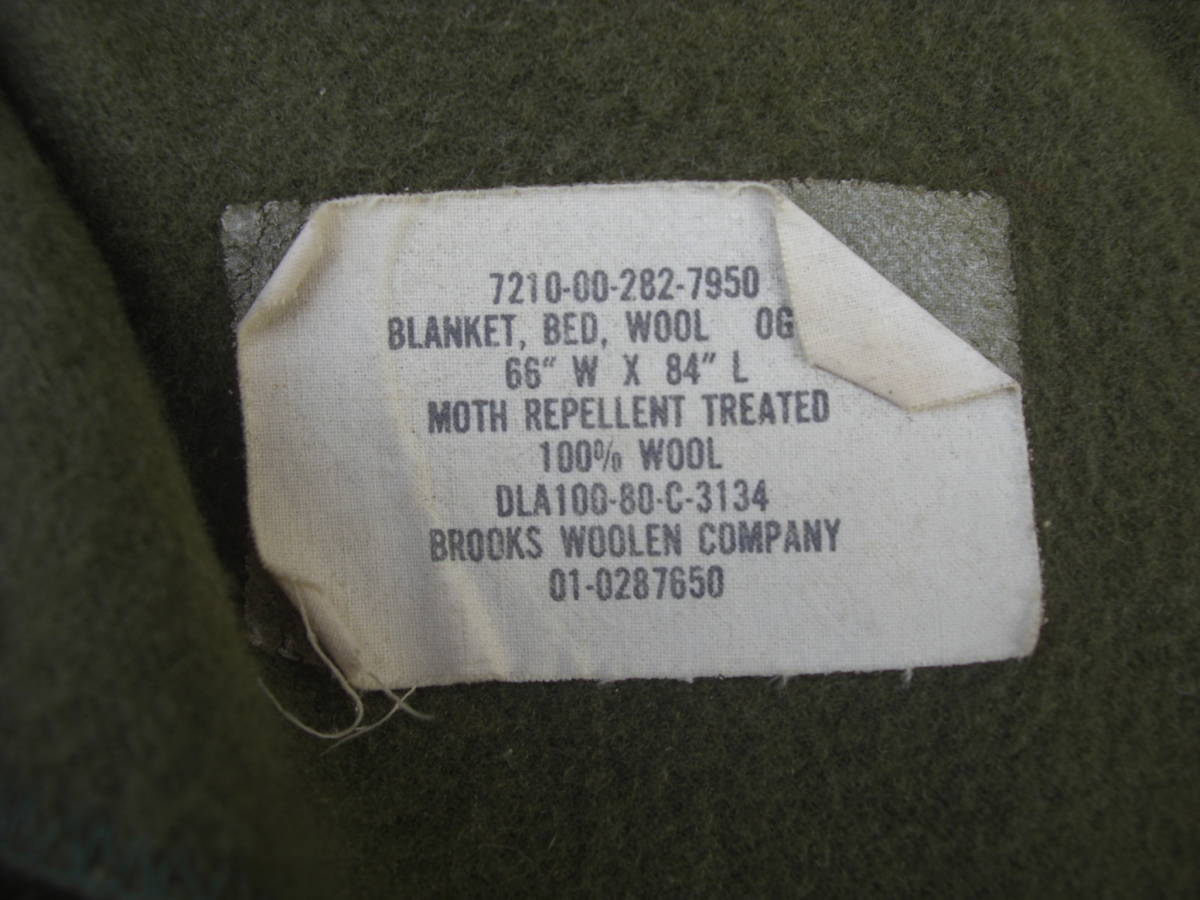 7210-00-282-7950
BLANKET, BED, WOOL OG
66" W X 84" L
MOTH REPELLENT TREATED
100% WOOL
DLA100-80-C-3134
BROOKS WOOLEN COMPANY
01-0287650